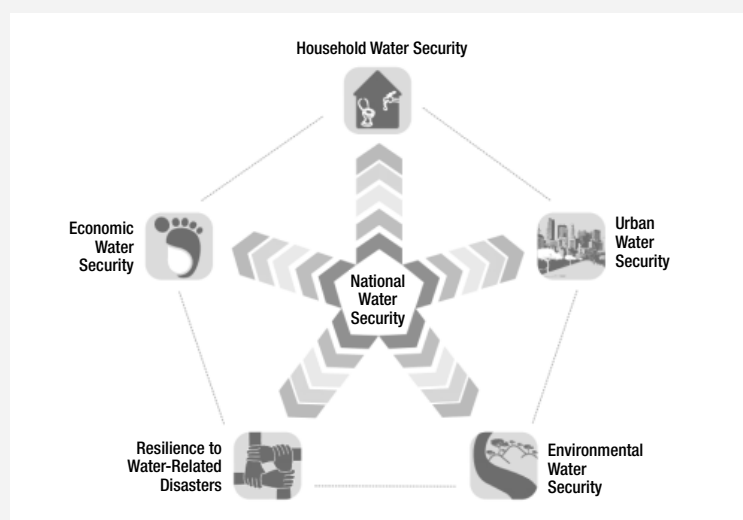 Household Water Security
Economic
Water
Security
Urban
Water
Security
National
Water
Security
Resilience to
Water-Related
Disasters
Environmental
Water
Security